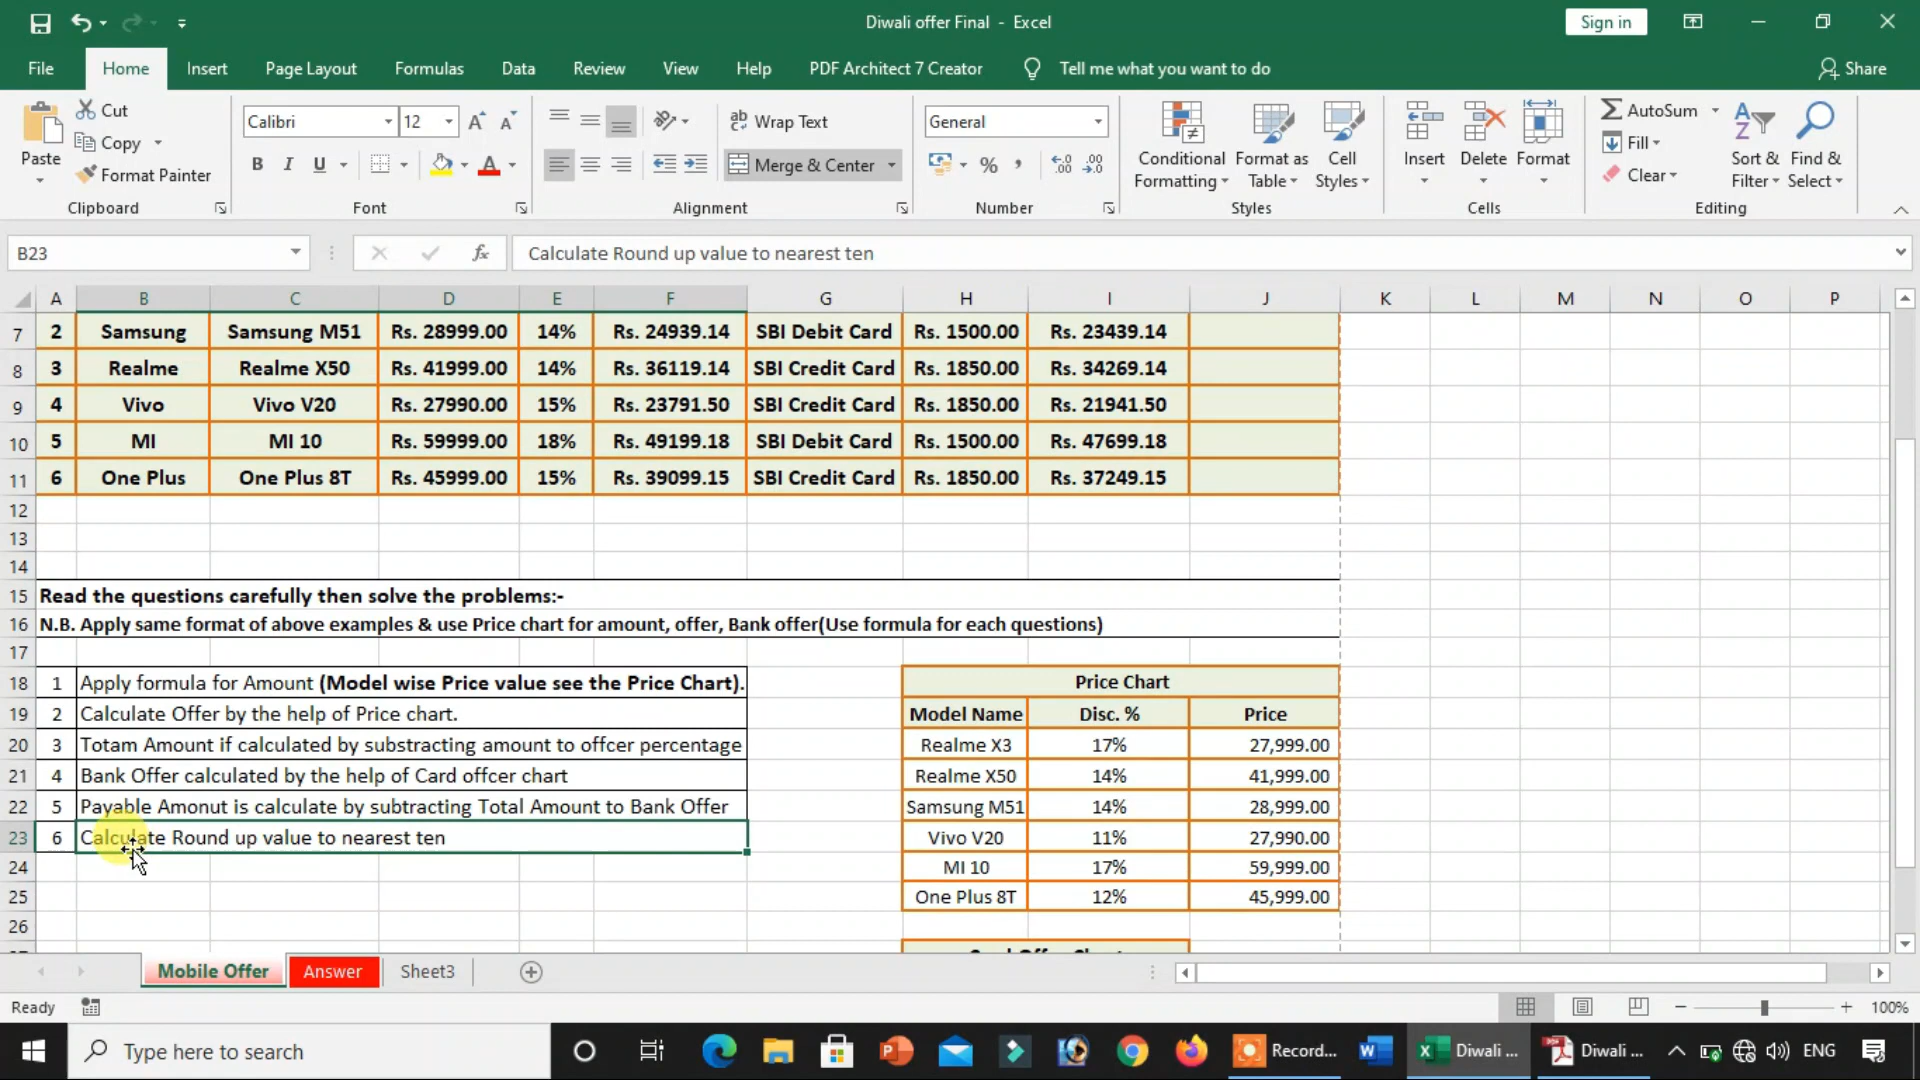 Diwali offer Final - Excel
Sign in
File Home Insert Page Layout Formulas Data Review View Help PDF Architect 7 Creator Tell me what you want to do Share
Paste
Cut
Copy
Format Painter
Clipboard
Calibri 12
B I U
Font
Wrap Text
Merge & Center
Alignment
General
% ,
Number
Conditional Formatting
Format as Table
Cell Styles
Styles
Insert Delete Format
Cells
AutoSum
Fill
Clear
Sort & Filter
Find & Select
Editing
B23 fx Calculate Round up value to nearest ten
A B C D E F G H I J K L M N O P
7 2 Samsung Samsung M51 Rs. 28999.00 14% Rs. 24939.14 SBI Debit Card Rs. 1500.00 Rs. 23439.14
8 3 Realme Realme X50 Rs. 41999.00 14% Rs. 36119.14 SBI Credit Card Rs. 1850.00 Rs. 34269.14
9 4 Vivo Vivo V20 Rs. 27990.00 15% Rs. 23791.50 SBI Credit Card Rs. 1850.00 Rs. 21941.50
10 5 MI MI 10 Rs. 59999.00 18% Rs. 49199.18 SBI Debit Card Rs. 1500.00 Rs. 47699.18
11 6 One Plus One Plus 8T Rs. 45999.00 15% Rs. 39099.15 SBI Credit Card Rs. 1850.00 Rs. 37249.15
12
13
14
15 Read the questions carefully then solve the problems:-
16 N.B. Apply same format of above examples & use Price chart for amount, offer, Bank offer(Use formula for each questions)
17
18 1 Apply formula for Amount (Model wise Price value see the Price Chart). Price Chart
19 2 Calculate Offer by the help of Price chart. Model Name Disc. % Price
20 3 Totam Amount if calculated by substracting amount to offcer percentage Realme X3 17% 27,999.00
21 4 Bank Offer calculated by the help of Card offcer chart Realme X50 14% 41,999.00
22 5 Payable Amonut is calculate by subtracting Total Amount to Bank Offer Samsung M51 14% 28,999.00
23 6 Calculate Round up value to nearest ten Vivo V20 11% 27,990.00
24 MI 10 17% 59,999.00
25 One Plus 8T 12% 45,999.00
26
Mobile Offer Answer Sheet3
Ready 100%
Type here to search Record... Diwali ... Diwali ... ENG